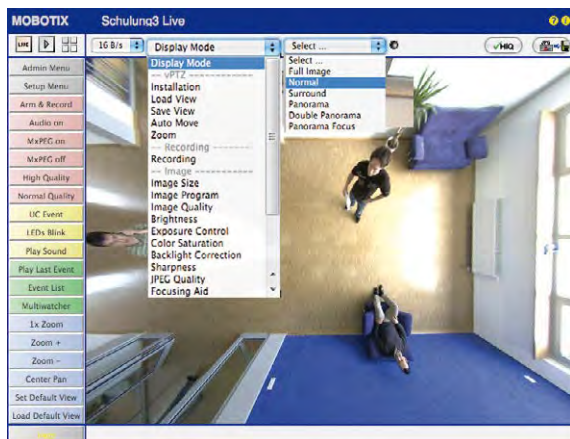 MOBOTIX Schulung3 Live
LIVE 16 B/s Display Mode Select ... HIQ
Admin Menu
Setup Menu
Arm & Record
Audio on
MxPEG on
MxPEG off
High Quality
Normal Quality
UC Event
LEDs Blink
Play Sound
Play Last Event
Event List
Multiwatcher
1x Zoom
Zoom +
Zoom −
Center Pan
Set Default View
Load Default View
Display Mode
-- vPTZ --
Installation
Load View
Save View
Auto Move
Zoom
-- Recording --
Recording
-- Image --
Image Size
Image Program
Image Quality
Brightness
Exposure Control
Color Saturation
Backlight Correction
Sharpness
JPEG Quality
Focusing Aid
Select ...
Full Image
Normal
Surround
Panorama
Double Panorama
Panorama Focus